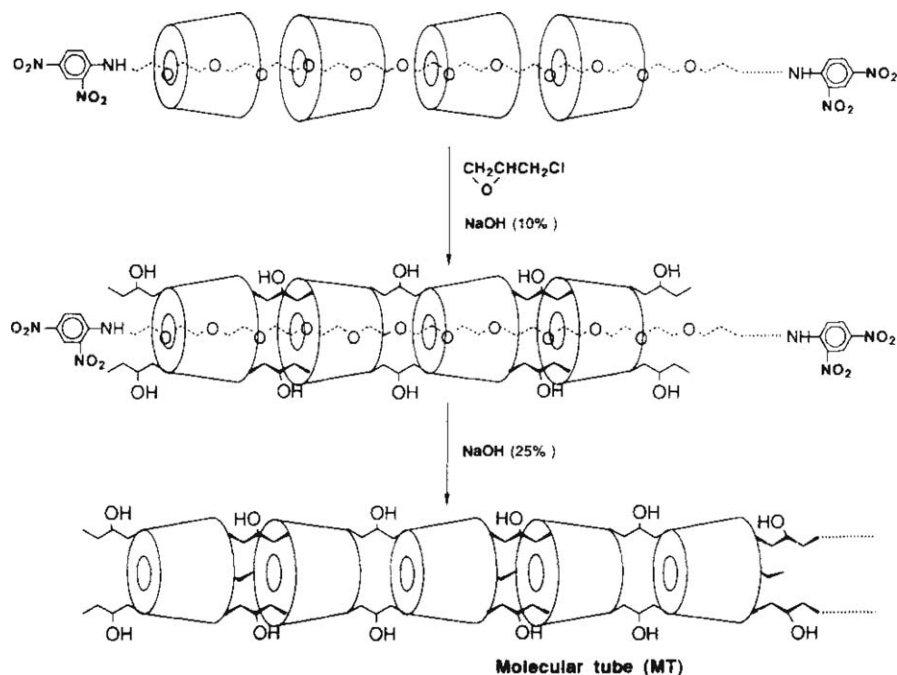 O₂N NH O O O O O O O O O NH NO₂
NO₂ NO₂
CH₂CHCH₂Cl
O
NaOH (10%)
OH HO OH HO OH
O₂N NH O O O O O O O O O NH NO₂
NO₂ NO₂
OH OH OH OH OH
NaOH (25%)
OH HO OH HO OH HO
OH OH OH OH OH OH
Molecular tube (MT)